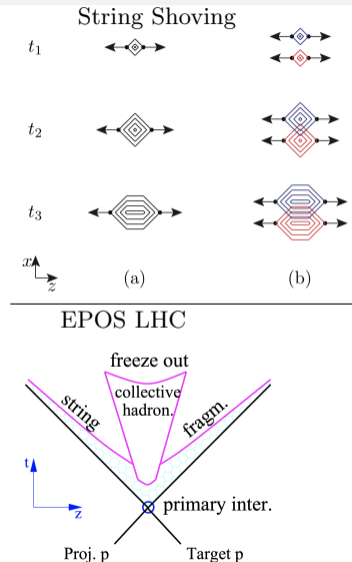 String Shoving
t₁
t₂
t₃
x
z
(a)
(b)
EPOS LHC
freeze out
collective
hadron.
string
fragm.
t
z
primary inter.
Proj. p
Target p